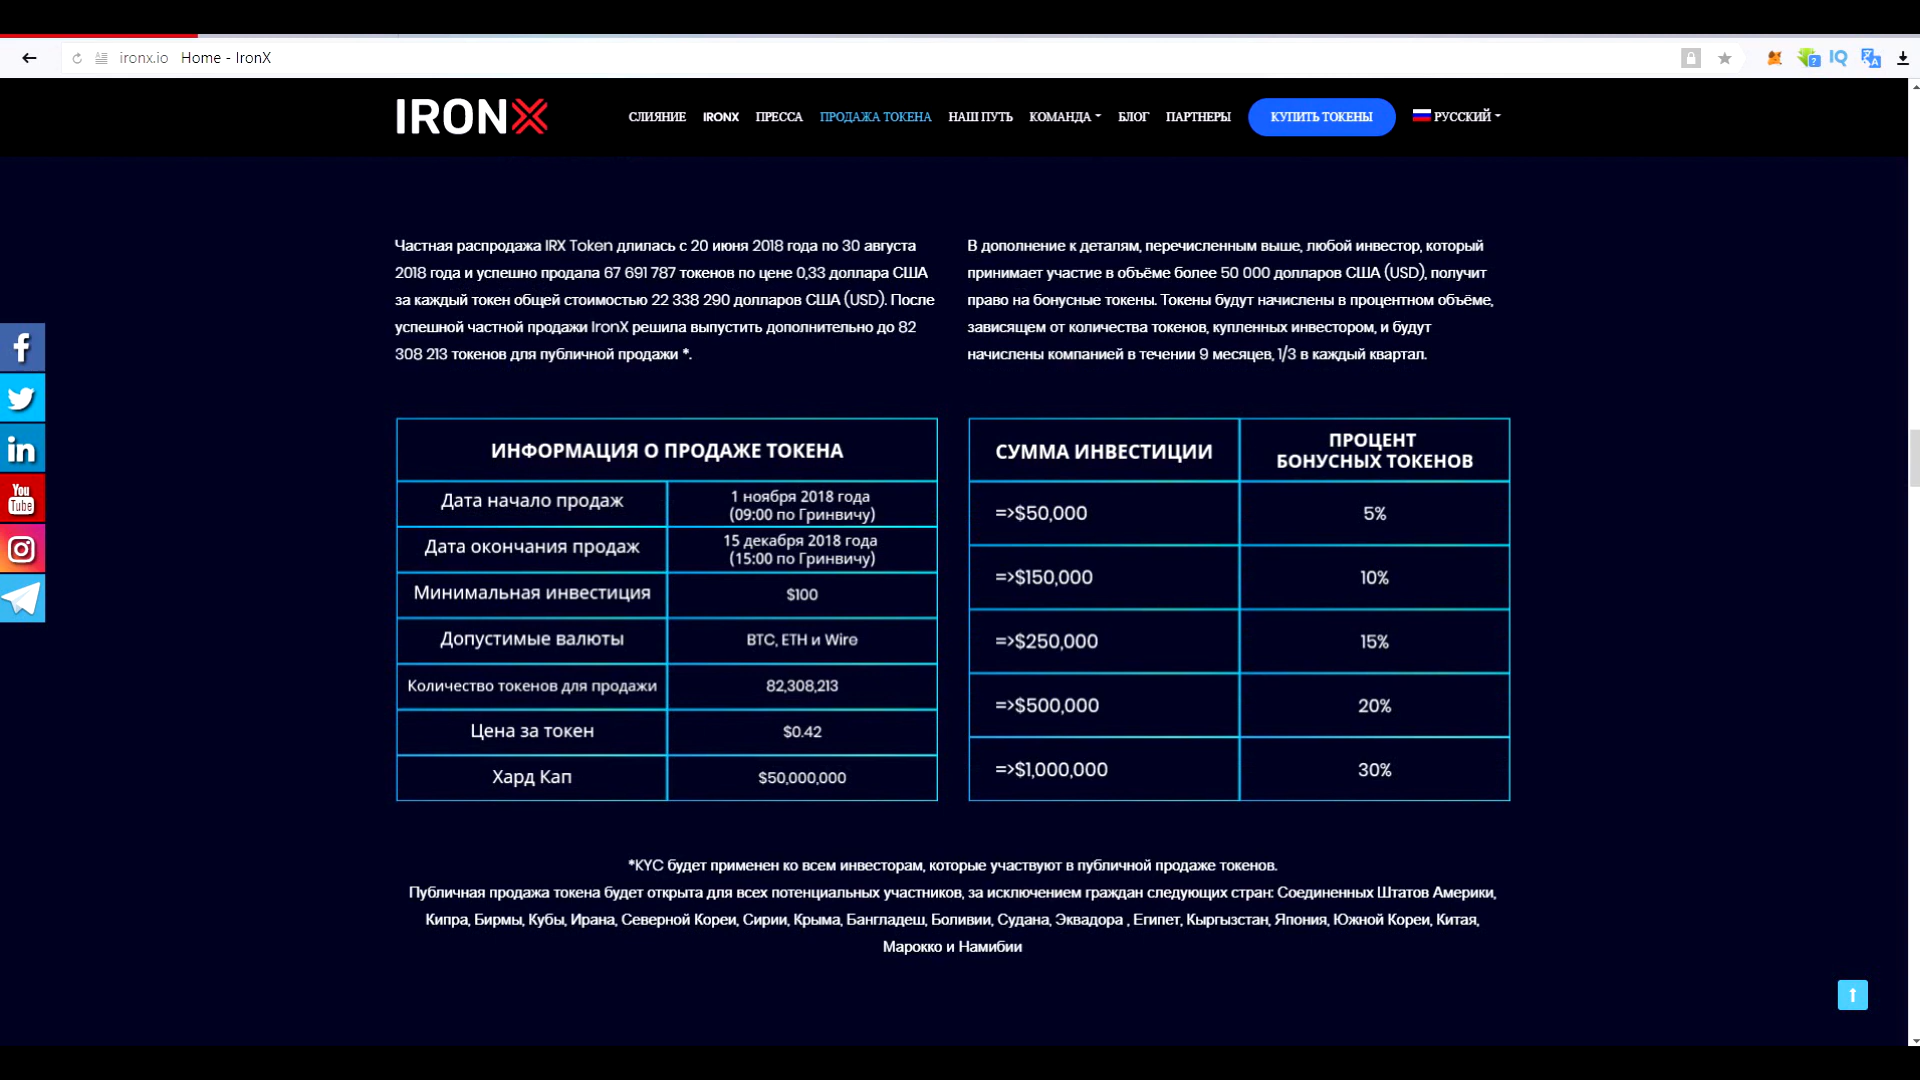 ironx.io Home - IronX
IRONX
СЛИЯНИЕ IRONX ПРЕССА ПРОДАЖА ТОКЕНА НАШ ПУТЬ КОМАНДА БЛОГ ПАРТНЕРЫ КУПИТЬ ТОКЕНЫ РУССКИЙ
Частная распродажа IRX Token длилась с 20 июня 2018 года по 30 августа
2018 года и успешно продала 67 691 787 токенов по цене 0,33 доллара США
за каждый токен общей стоимостью 22 338 290 долларов США (USD). После
успешной частной продажи IronX решила выпустить дополнительно до 82
308 213 токенов для публичной продажи *.
В дополнение к деталям, перечисленным выше, любой инвестор, который
принимает участие в объёме более 50 000 долларов США (USD), получит
право на бонусные токены. Токены будут начислены в процентном объёме,
зависящем от количества токенов, купленных инвестором, и будут
начислены компанией в течении 9 месяцев, 1/3 в каждый квартал.
ИНФОРМАЦИЯ О ПРОДАЖЕ ТОКЕНА
Дата начало продаж
1 ноября 2018 года
(09:00 по Гринвичу)
Дата окончания продаж
15 декабря 2018 года
(15:00 по Гринвичу)
Минимальная инвестиция $100
Допустимые валюты BTC, ETH и Wire
Количество токенов для продажи 82,308,213
Цена за токен $0.42
Хард Кап $50,000,000
СУММА ИНВЕСТИЦИИ
ПРОЦЕНТ
БОНУСНЫХ ТОКЕНОВ
=>$50,000 5%
=>$150,000 10%
=>$250,000 15%
=>$500,000 20%
=>$1,000,000 30%
*KYC будет применен ко всем инвесторам, которые участвуют в публичной продаже токенов.
Публичная продажа токена будет открыта для всех потенциальных участников, за исключением граждан следующих стран: Соединенных Штатов Америки,
Кипра, Бирмы, Кубы, Ирана, Северной Кореи, Сирии, Крыма, Бангладеш, Боливии, Судана, Эквадора , Египет, Кыргызстан, Япония, Южной Кореи, Китая,
Марокко и Намибии
You
Tube
IQ